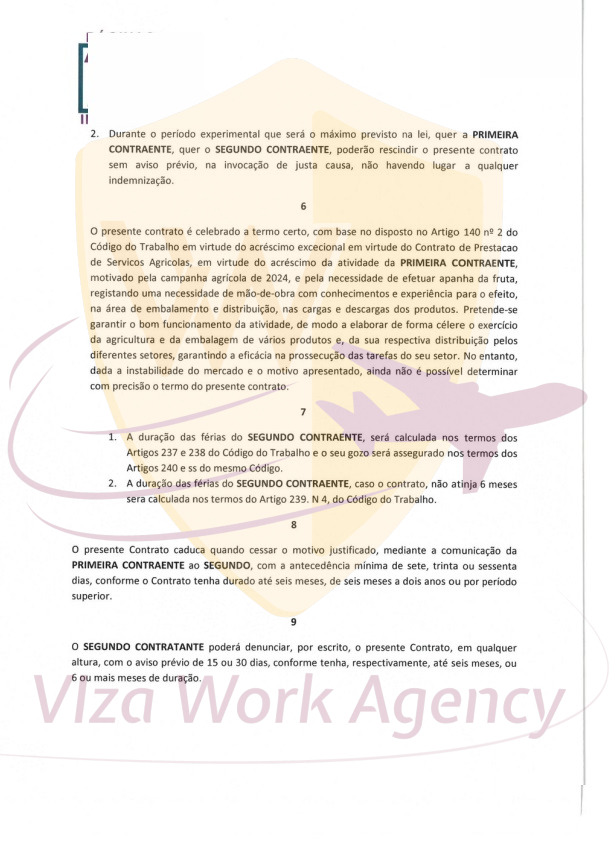 2. Durante o período experimental que será o máximo previsto na lei, quer a PRIMEIRA
CONTRAENTE, quer o SEGUNDO CONTRAENTE, poderão rescindir o presente contrato
sem aviso prévio, na invocação de justa causa, não havendo lugar a qualquer
indemnização.
6
O presente contrato é celebrado a termo certo, com base no disposto no Artigo 140 nº 2 do
Código do Trabalho em virtude do acréscimo excecional em virtude do Contrato de Prestacao
de Servicos Agricolas, em virtude do acréscimo da atividade da PRIMEIRA CONTRAENTE,
motivado pela campanha agrícola de 2024, e pela necessidade de efetuar apanha da fruta,
registando uma necessidade de mão-de-obra com conhecimentos e experiência para o efeito,
na área de embalamento e distribuição, nas cargas e descargas dos produtos. Pretende-se
garantir o bom funcionamento da atividade, de modo a elaborar de forma célere o exercício
da agricultura e da embalagem de vários produtos e, da sua respectiva distribuição pelos
diferentes setores, garantindo a eficácia na prossecução das tarefas do seu setor. No entanto,
dada a instabilidade do mercado e o motivo apresentado, ainda não é possível determinar
com precisão o termo do presente contrato.
7
1. A duração das férias do SEGUNDO CONTRAENTE, será calculada nos termos dos
Artigos 237 e 238 do Código do Trabalho e o seu gozo será assegurado nos termos dos
Artigos 240 e ss do mesmo Código.
2. A duração das férias do SEGUNDO CONTRAENTE, caso o contrato, não atinja 6 meses
sera calculada nos termos do Artigo 239. N 4, do Código do Trabalho.
8
O presente Contrato caduca quando cessar o motivo justificado, mediante a comunicação da
PRIMEIRA CONTRAENTE ao SEGUNDO, com a antecedência mínima de sete, trinta ou sessenta
dias, conforme o Contrato tenha durado até seis meses, de seis meses a dois anos ou por período
superior.
9
O SEGUNDO CONTRATANTE poderá denunciar, por escrito, o presente Contrato, em qualquer
altura, com o aviso prévio de 15 ou 30 dias, conforme tenha, respectivamente, até seis meses, ou
6 ou mais meses de duração.
VIza Work Agency